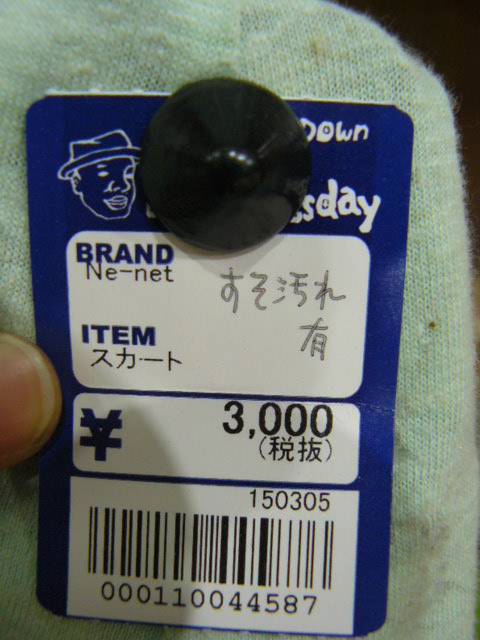 Down
BRAND
Ne-net
すそ汚れ
有
ITEM
スカート
¥
3,000
(税抜)
150305
000110044587